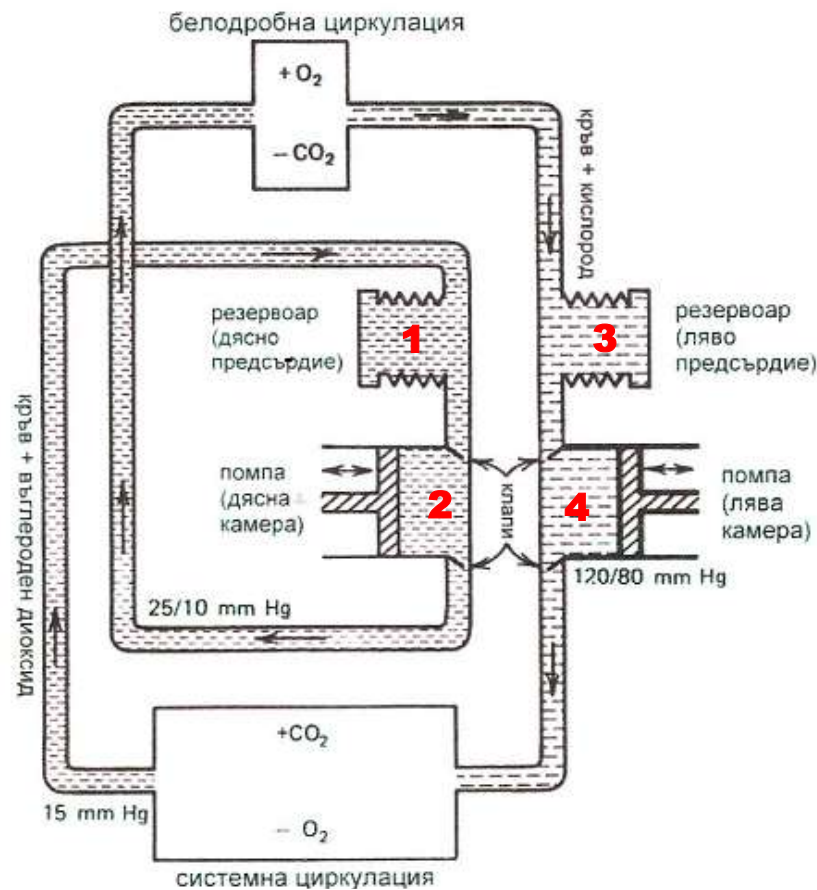 белодробна циркулация
+ O₂
− CO₂
кръв + кислород
резервоар
(дясно
предсърдие)
1
3
резервоар
(ляво
предсърдие)
кръв + въглероден диоксид
помпа
(дясна
камера)
2
клапи
4
помпа
(лява
камера)
120/80 mm Hg
25/10 mm Hg
+CO₂
15 mm Hg
− O₂
системна циркулация